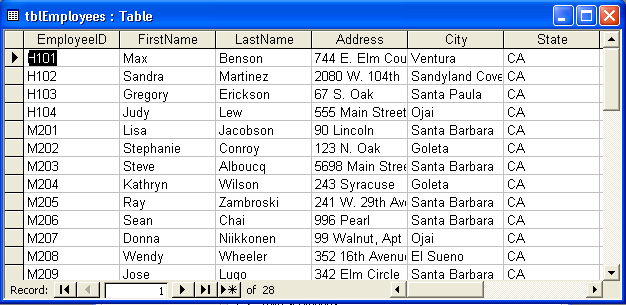 tblEmployees : Table
EmployeeID FirstName LastName Address City State
H101 Max Benson 744 E. Elm Cou Ventura CA
H102 Sandra Martinez 2080 W. 104th Sandyland Cove CA
H103 Gregory Erickson 67 S. Oak Santa Paula CA
H104 Judy Lew 555 Main Street Ojai CA
M201 Lisa Jacobson 90 Lincoln Santa Barbara CA
M202 Stephanie Conroy 123 N. Oak Goleta CA
M203 Steve Alboucq 5698 Main Stree Santa Barbara CA
M204 Kathryn Wilson 243 Syracuse Goleta CA
M205 Ray Zambroski 241 W. 29th Av Santa Barbara CA
M206 Sean Chai 996 Pearl Santa Barbara CA
M207 Donna Niikkonen 99 Walnut, Apt Ojai CA
M208 Wendy Wheeler 352 16th Avenu El Sueno CA
M209 Jose Lugo 342 Elm Circle Santa Barbara CA
Record: 1 of 28